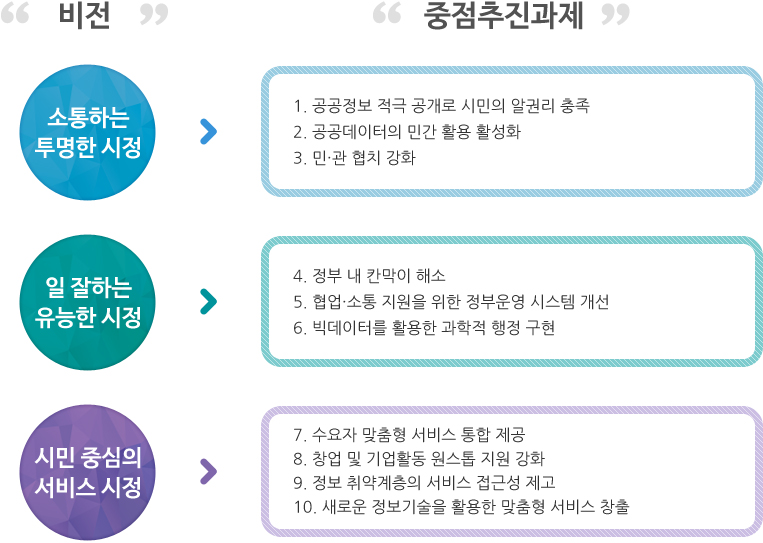 “ 비전 ”
“ 중점추진과제 ”
소통하는
투명한 시정
1. 공공정보 적극 공개로 시민의 알권리 충족
2. 공공데이터의 민간 활용 활성화
3. 민·관 협치 강화
일 잘하는
유능한 시정
4. 정부 내 칸막이 해소
5. 협업·소통 지원을 위한 정부운영 시스템 개선
6. 빅데이터를 활용한 과학적 행정 구현
시민 중심의
서비스 시정
7. 수요자 맞춤형 서비스 통합 제공
8. 창업 및 기업활동 원스톱 지원 강화
9. 정보 취약계층의 서비스 접근성 제고
10. 새로운 정보기술을 활용한 맞춤형 서비스 창출